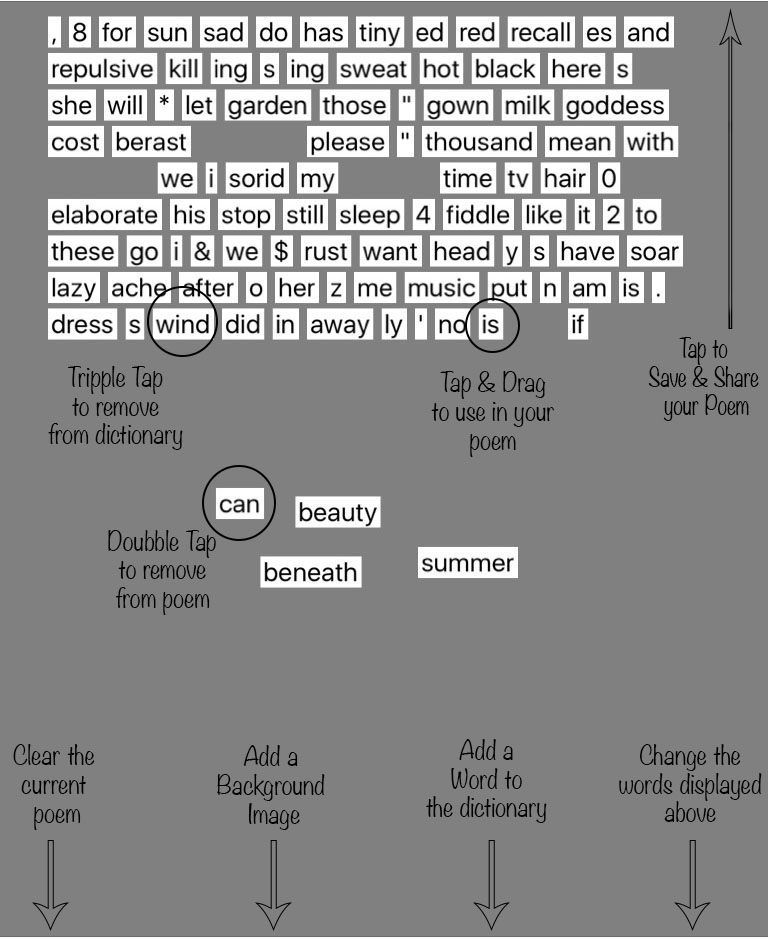 , 8 for sun sad do has tiny ed red recall es and
repulsive kill ing s ing sweat hot black here s
she will * let garden those " gown milk goddess
cost berast please " thousand mean with
we i sorid my time tv hair 0
elaborate his stop still sleep 4 fiddle like it 2 to
these go i & we $ rust want head y s have soar
lazy ache after o her z me music put n am is .
dress s wind did in away ly ' no is if
Tap to
Save & Share
your Poem
Tripple Tap
to remove
from dictionary
Tap & Drag
to use in your
poem
can beauty
Doubble Tap
to remove
from poem
beneath summer
Clear the
current
poem
Add a
Background
Image
Add a
Word to
the dictionary
Change the
words displayed
above